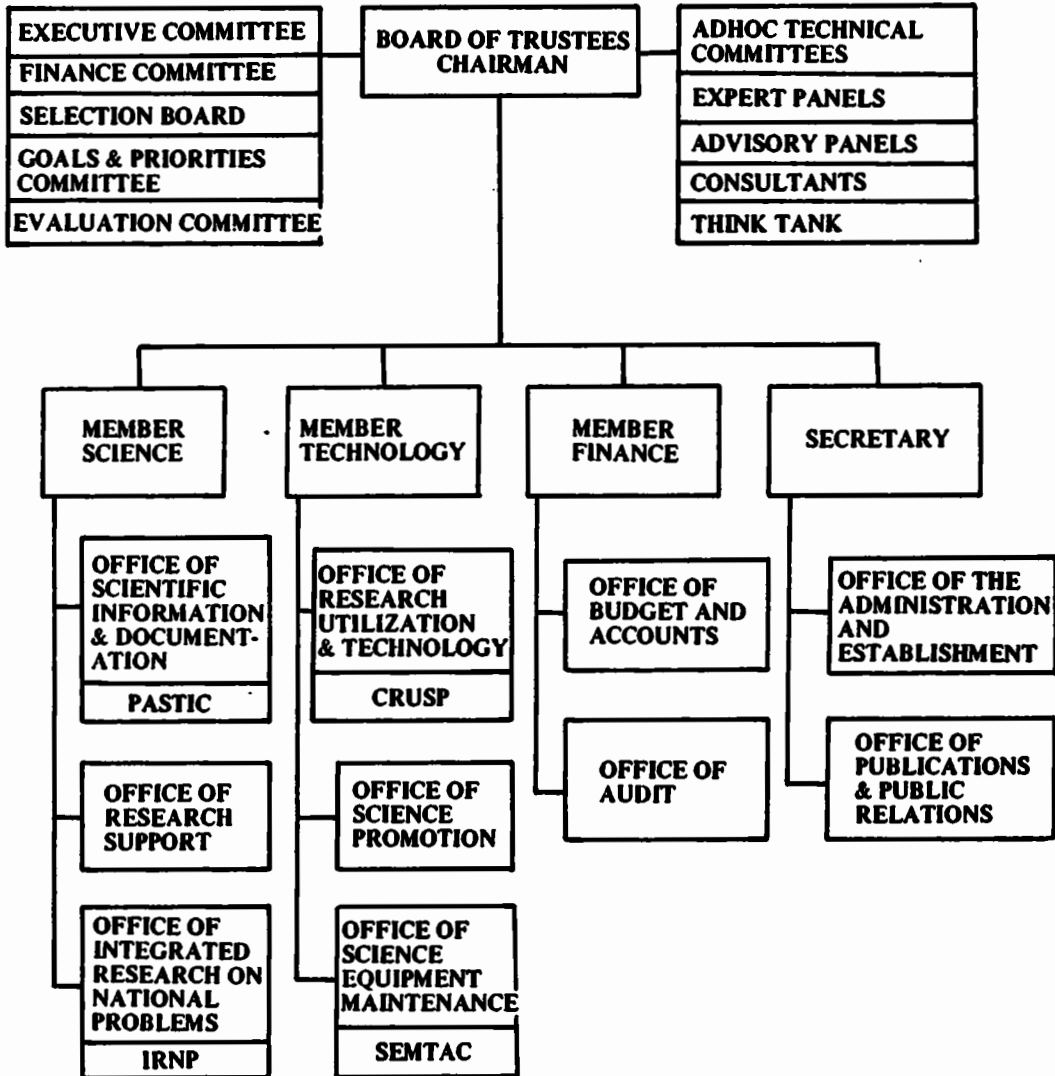 EXECUTIVE COMMITTEE
FINANCE COMMITTEE
SELECTION BOARD
GOALS & PRIORITIES
COMMITTEE
EVALUATION COMMITTEE
BOARD OF TRUSTEES
CHAIRMAN
ADHOC TECHNICAL
COMMITTEES
EXPERT PANELS
ADVISORY PANELS
CONSULTANTS
THINK TANK
MEMBER
SCIENCE
MEMBER
TECHNOLOGY
MEMBER
FINANCE
SECRETARY
OFFICE OF
SCIENTIFIC
INFORMATION
& DOCUMENT-
ATION
PASTIC
OFFICE OF
RESEARCH
SUPPORT
OFFICE OF
INTEGRATED
RESEARCH ON
NATIONAL
PROBLEMS
IRNP
OFFICE OF
RESEARCH
UTILIZATION
& TECHNOLOGY
CRUSP
OFFICE OF
SCIENCE
PROMOTION
OFFICE OF
SCIENCE
EQUIPMENT
MAINTENANCE
SEMTAC
OFFICE OF
BUDGET AND
ACCOUNTS
OFFICE OF
AUDIT
OFFICE OF THE
ADMINISTRATION
AND
ESTABLISHMENT
OFFICE OF
PUBLICATIONS
& PUBLIC
RELATIONS